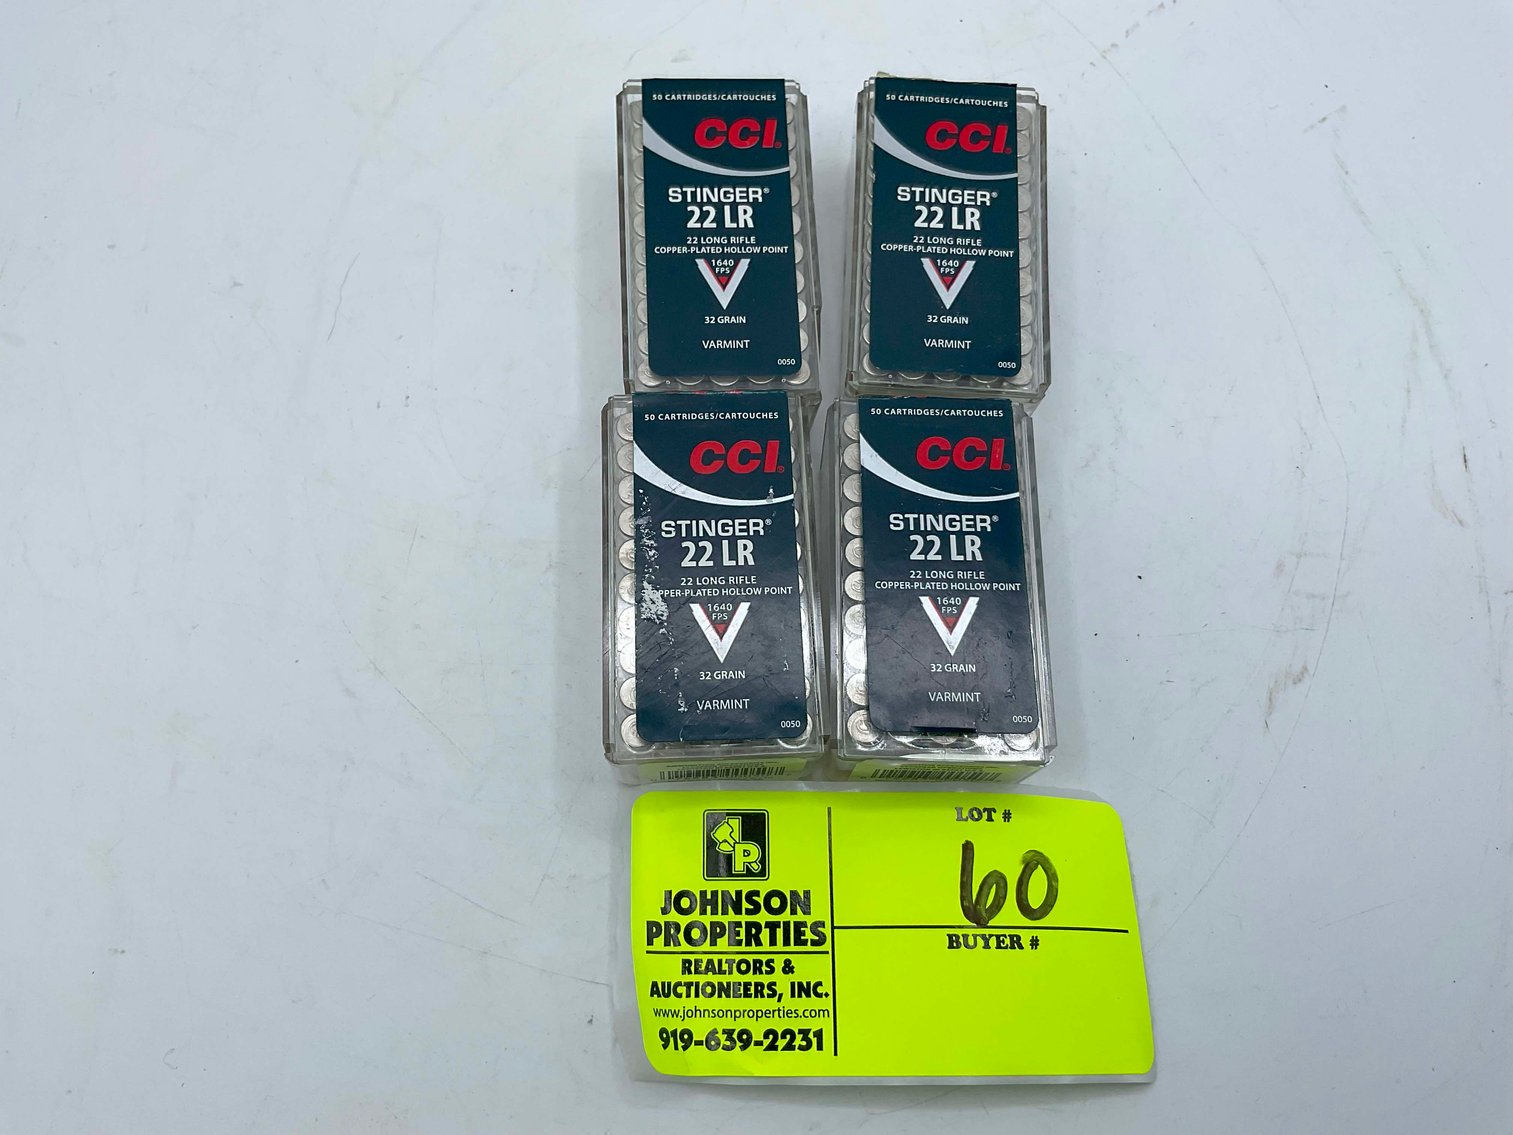 50 CARTRIDGES/CARTOUCHES
CCI®
STINGER®
22 LR
22 LONG RIFLE
COPPER-PLATED HOLLOW POINT
1640
FPS
32 GRAIN
VARMINT
0050
50 CARTRIDGES/CARTOUCHES
CCI®
STINGER®
22 LR
22 LONG RIFLE
COPPER-PLATED HOLLOW POINT
1640
FPS
32 GRAIN
VARMINT
0050
50 CARTRIDGES/CARTOUCHES
CCI®
STINGER®
22 LR
22 LONG RIFLE
COPPER-PLATED HOLLOW POINT
1640
FPS
32 GRAIN
VARMINT
0050
50 CARTRIDGES/CARTOUCHES
CCI®
STINGER®
22 LR
22 LONG RIFLE
COPPER-PLATED HOLLOW POINT
1640
FPS
32 GRAIN
VARMINT
0050
JOHNSON
PROPERTIES
REALTORS &
AUCTIONEERS, INC.
www.johnsonproperties.com
919-639-2231
LOT #
60
BUYER #